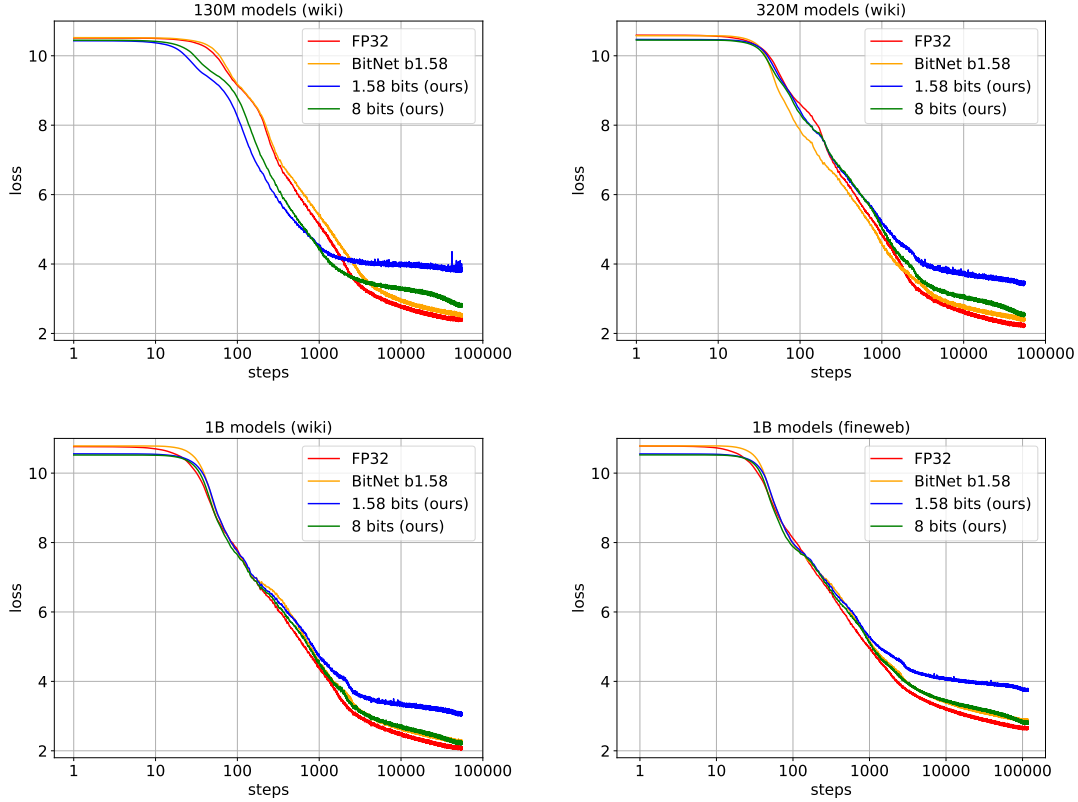 130M models (wiki)
10
8
6
4
2
loss
1 10 100 1000 10000 100000
steps
FP32
BitNet b1.58
1.58 bits (ours)
8 bits (ours)
320M models (wiki)
10
8
6
4
2
loss
1 10 100 1000 10000 100000
steps
FP32
BitNet b1.58
1.58 bits (ours)
8 bits (ours)
1B models (wiki)
10
8
6
4
2
loss
1 10 100 1000 10000 100000
steps
FP32
BitNet b1.58
1.58 bits (ours)
8 bits (ours)
1B models (fineweb)
10
8
6
4
2
loss
1 10 100 1000 10000 100000
steps
FP32
BitNet b1.58
1.58 bits (ours)
8 bits (ours)